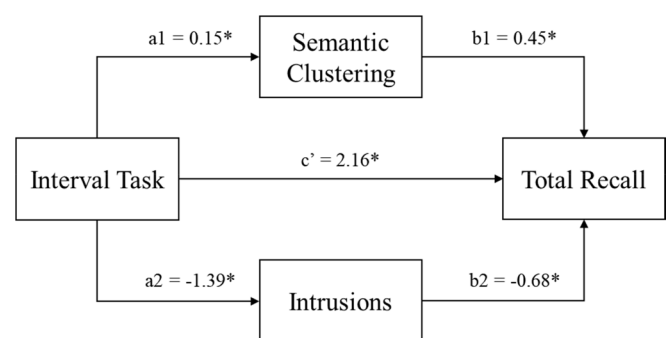 a1 = 0.15*
Semantic
Clustering
b1 = 0.45*
Interval Task
c’ = 2.16*
Total Recall
a2 = -1.39*
Intrusions
b2 = -0.68*